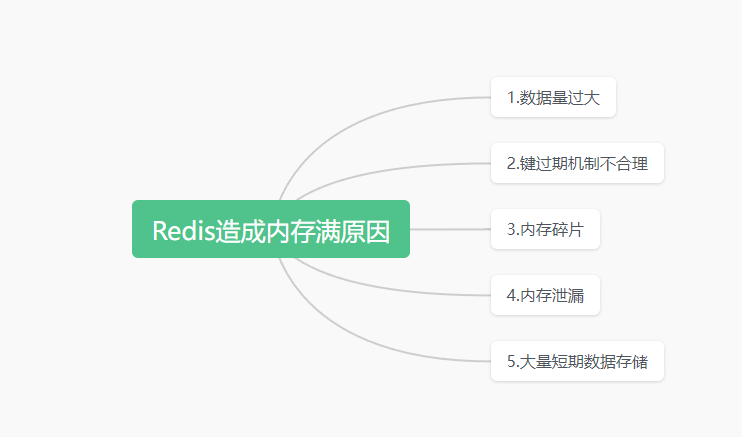 1.数据量过大
2.键过期机制不合理
Redis造成内存满原因
3.内存碎片
4.内存泄漏
5.大量短期数据存储